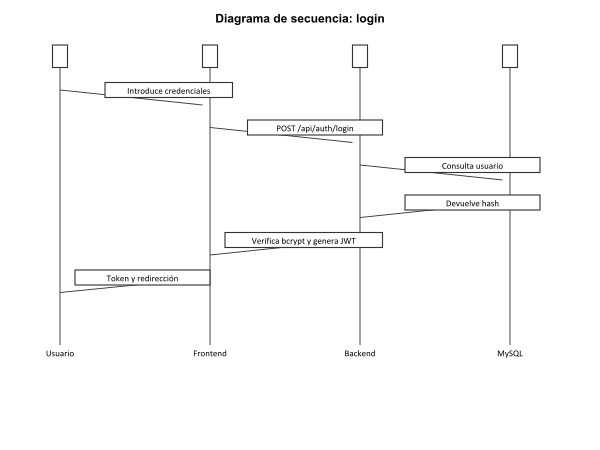 Diagrama de secuencia: login
Introduce credenciales
POST /api/auth/login
Consulta usuario
Devuelve hash
Verifica bcrypt y genera JWT
Token y redirección
Usuario Frontend Backend MySQL